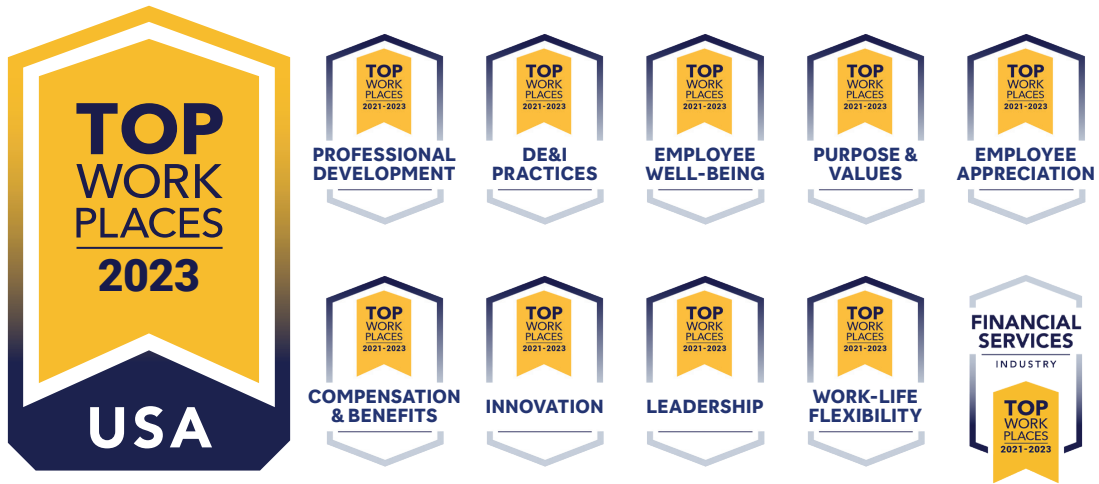 TOP
WORK
PLACES
2023
USA
TOP
WORK
PLACES
2021-2023
PROFESSIONAL
DEVELOPMENT
TOP
WORK
PLACES
2021-2023
DE&I
PRACTICES
TOP
WORK
PLACES
2021-2023
EMPLOYEE
WELL-BEING
TOP
WORK
PLACES
2021-2023
PURPOSE &
VALUES
TOP
WORK
PLACES
2021-2023
EMPLOYEE
APPRECIATION
TOP
WORK
PLACES
2021-2023
COMPENSATION
& BENEFITS
TOP
WORK
PLACES
2021-2023
INNOVATION
TOP
WORK
PLACES
2021-2023
LEADERSHIP
TOP
WORK
PLACES
2021-2023
WORK-LIFE
FLEXIBILITY
FINANCIAL
SERVICES
INDUSTRY
TOP
WORK
PLACES
2021-2023